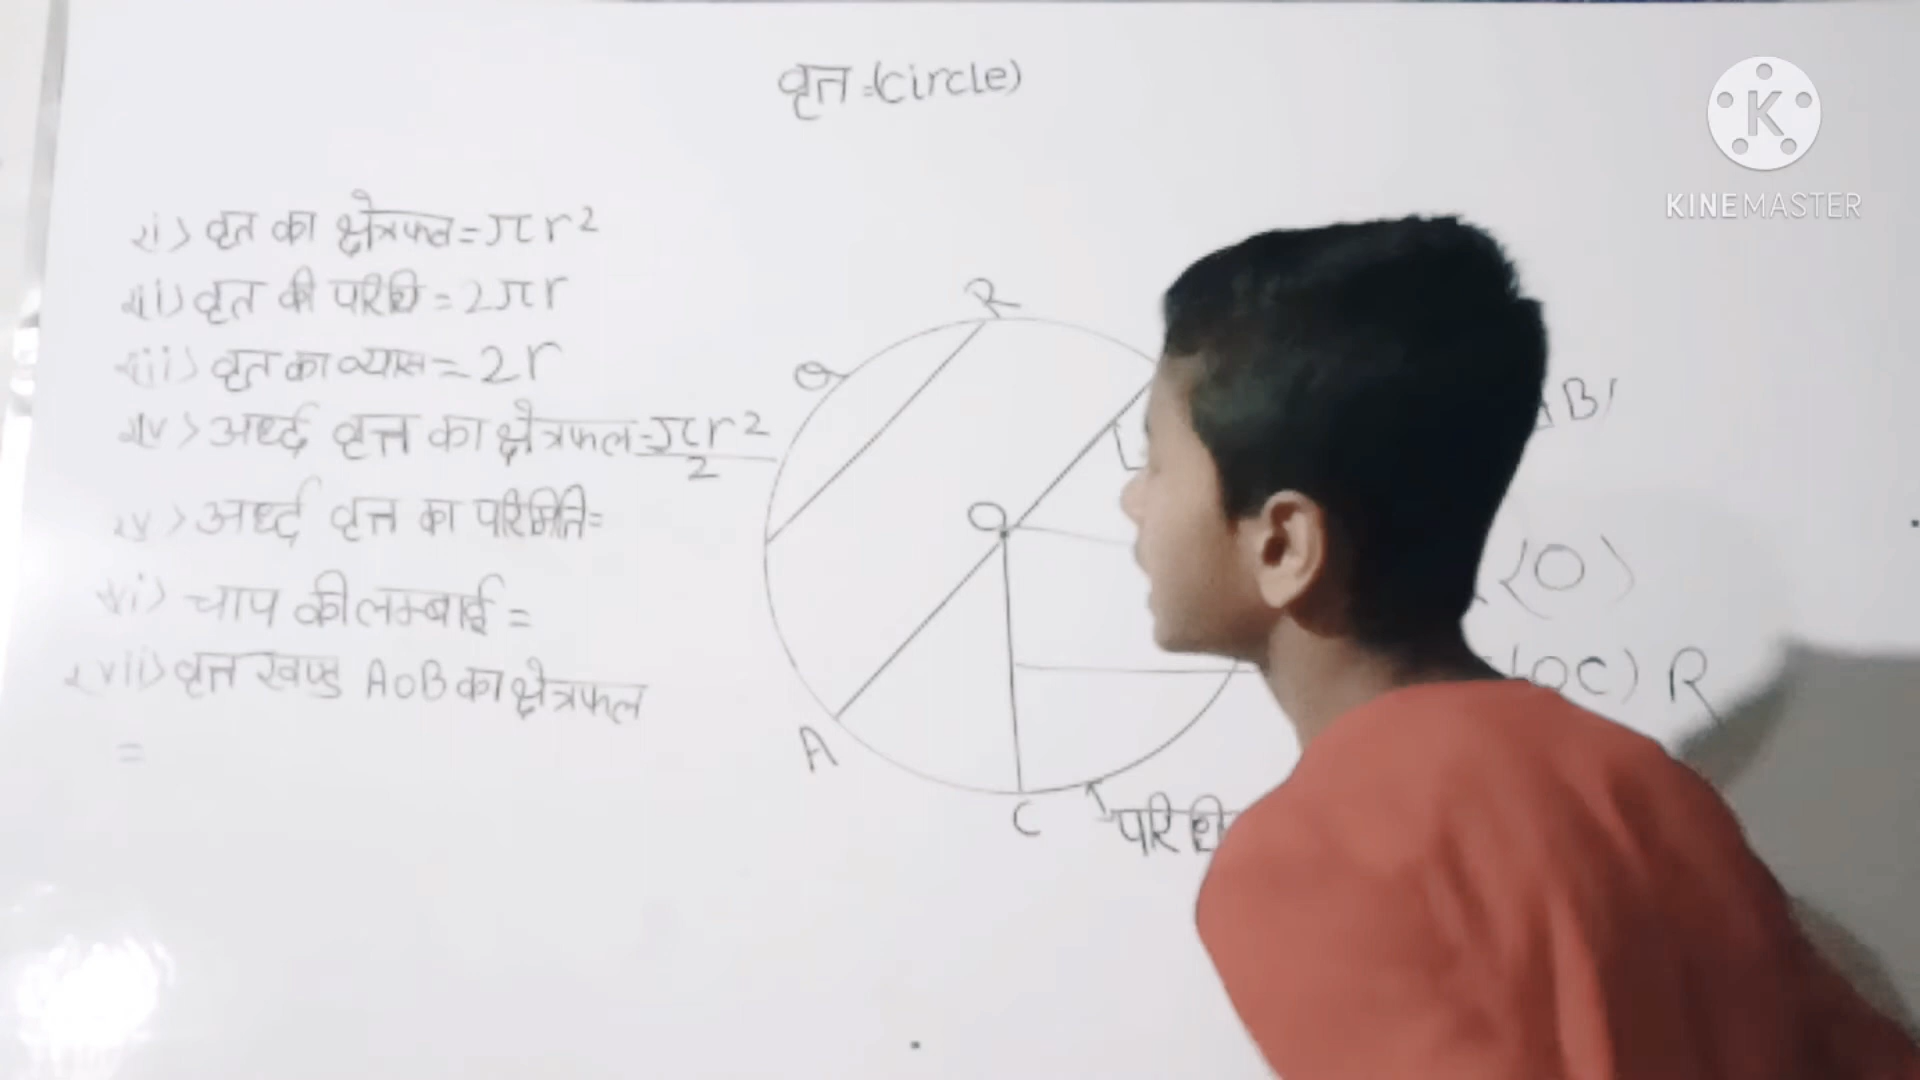 वृत्त =(circle)
KINEMASTER
(i) वृत का क्षेत्रफल = πr²
(ii) वृत की परिधि = 2πr
(iii) वृत का व्यास = 2r
(iv) अर्ध्द वृत्त का क्षेत्रफल = πr²/2
(v) अर्ध्द वृत्त का परिमिति =
(vi) चाप की लम्बाई =
(vii) वृत्त खण्ड AOB का क्षेत्रफल
=
R
Q
O
A
C
परिधि
B
(O)
(OC) R